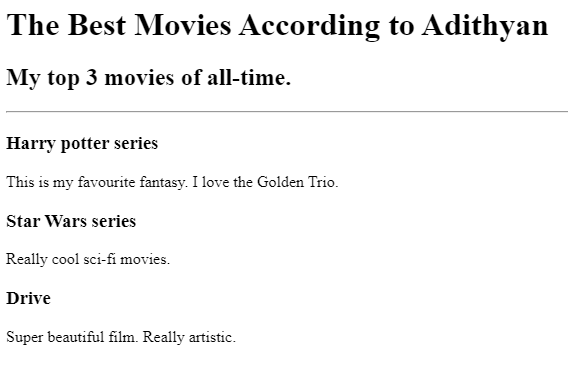 The Best Movies According to Adithyan
My top 3 movies of all-time.
Harry potter series
This is my favourite fantasy. I love the Golden Trio.
Star Wars series
Really cool sci-fi movies.
Drive
Super beautiful film. Really artistic.